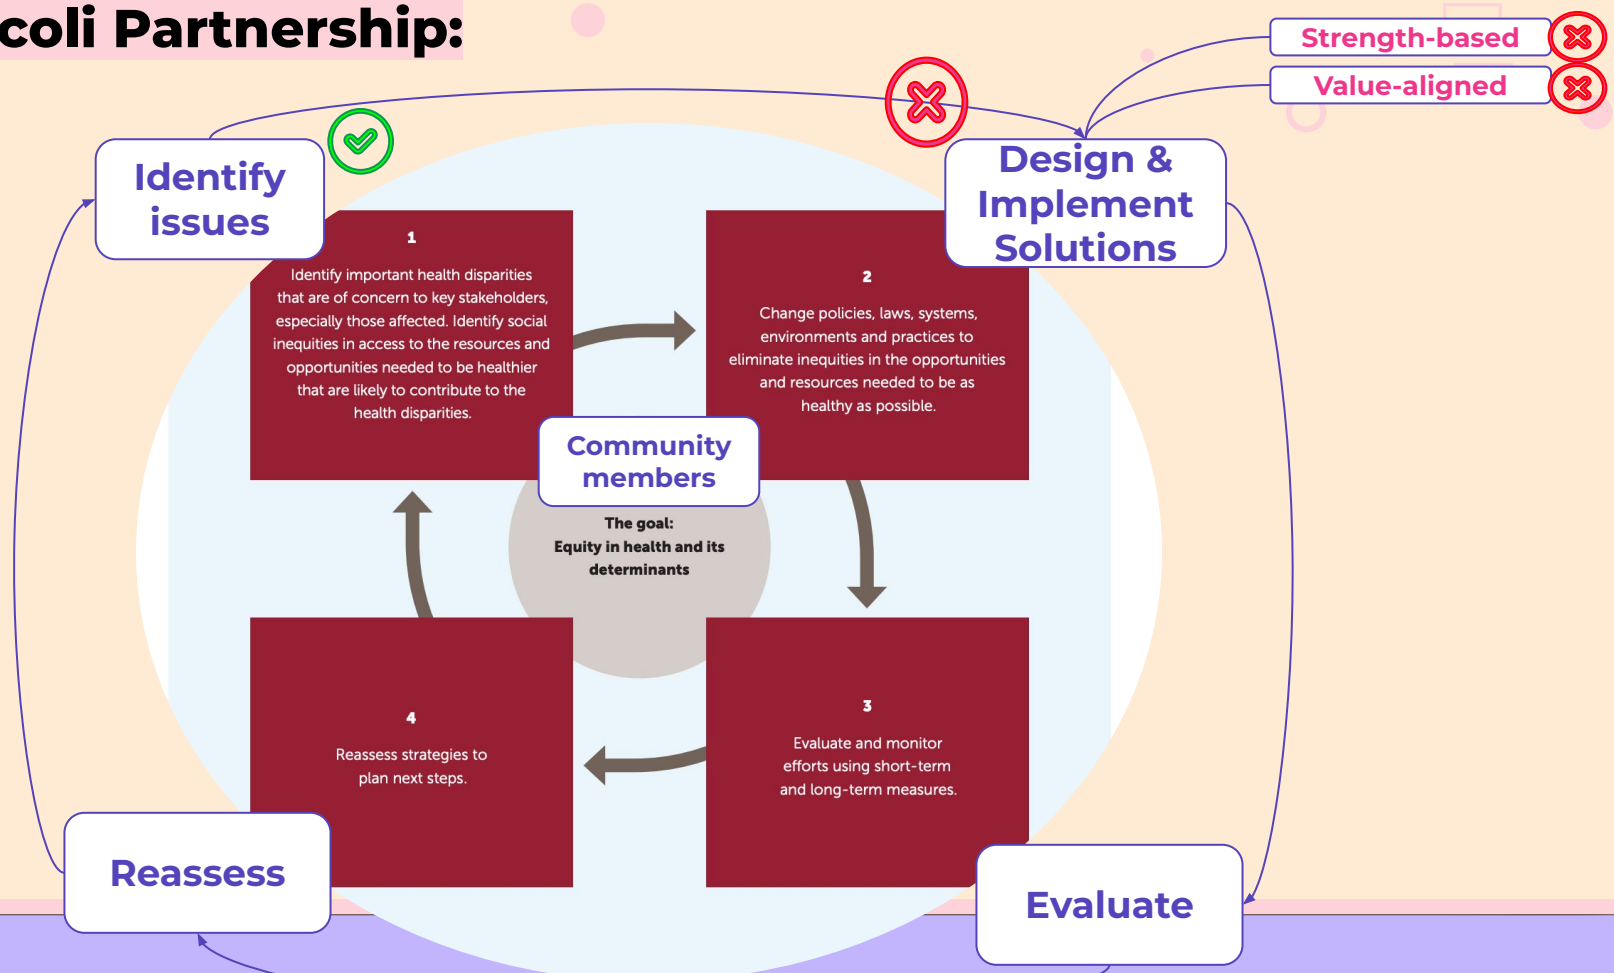 coli Partnership:
Strength-based
Value-aligned
Identify
issues
Design &
Implement
Solutions
1
Identify important health disparities
that are of concern to key stakeholders,
especially those affected. Identify social
inequities in access to the resources and
opportunities needed to be healthier
that are likely to contribute to the
health disparities.
2
Change policies, laws, systems,
environments and practices to
eliminate inequities in the opportunities
and resources needed to be as
healthy as possible.
Community
members
The goal:
Equity in health and its
determinants
4
Reassess strategies to
plan next steps.
3
Evaluate and monitor
efforts using short-term
and long-term measures.
Reassess
Evaluate